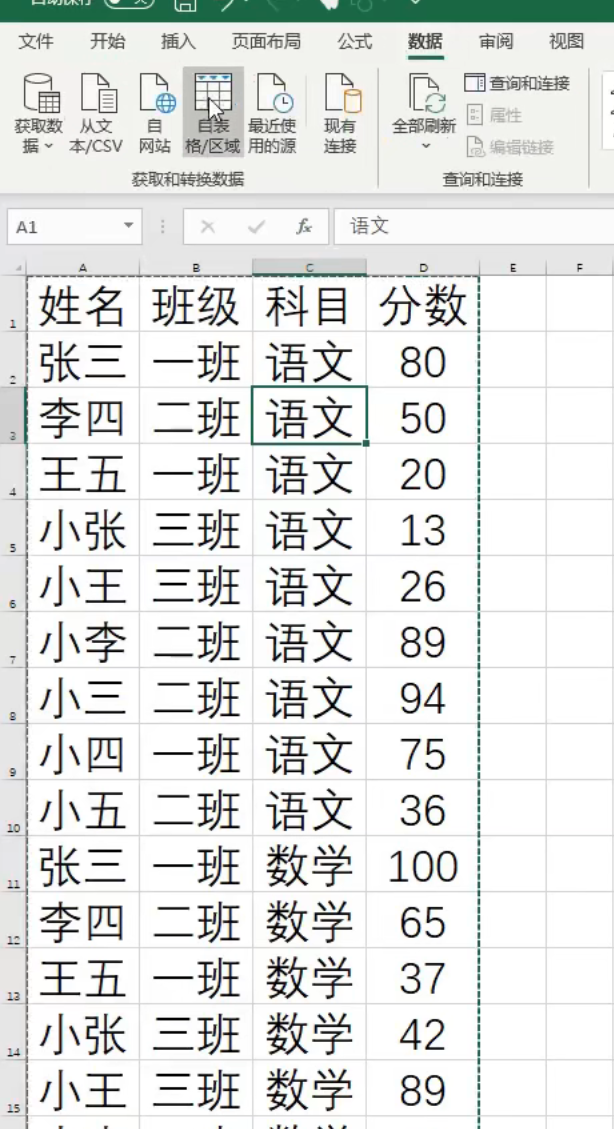 自动保存 关
文件 开始 插入 页面布局 公式 数据 审阅 视图
获取数据 从文本/CSV 自网站 自表格/区域 最近使用的源 现有连接 全部刷新 查询和连接
属性
编辑链接
获取和转换数据 查询和连接
A1 fx 语文
A B C D E F
1 姓名 班级 科目 分数
2 张三 一班 语文 80
3 李四 二班 语文 50
4 王五 一班 语文 20
5 小张 三班 语文 13
6 小王 三班 语文 26
7 小李 二班 语文 89
8 小三 二班 语文 94
9 小四 一班 语文 75
10 小五 二班 语文 36
11 张三 一班 数学 100
12 李四 二班 数学 65
13 王五 一班 数学 37
14 小张 三班 数学 42
15 小王 三班 数学 89